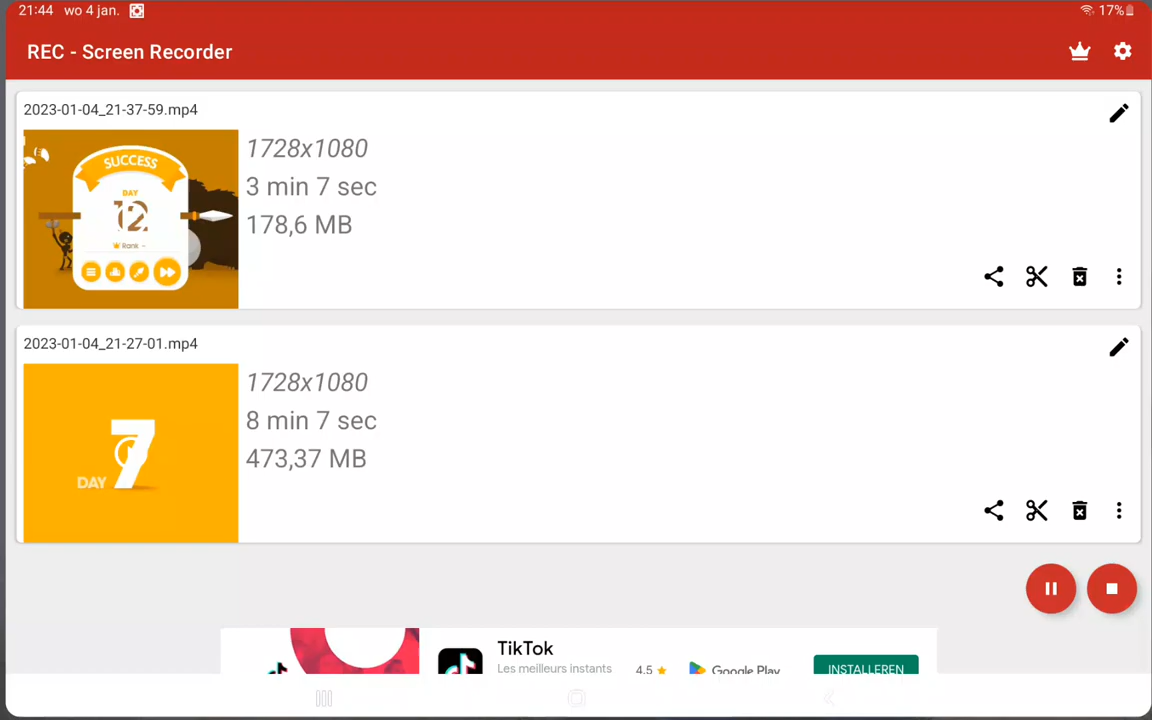 21:44 wo 4 jan. 17%
REC - Screen Recorder
2023-01-04_21-37-59.mp4
SUCCESS
DAY
12
Rank -
1728x1080
3 min 7 sec
178,6 MB
2023-01-04_21-27-01.mp4
DAY 7
1728x1080
8 min 7 sec
473,37 MB
TikTok
Les meilleurs instants 4,5 Google Play INSTALLEREN